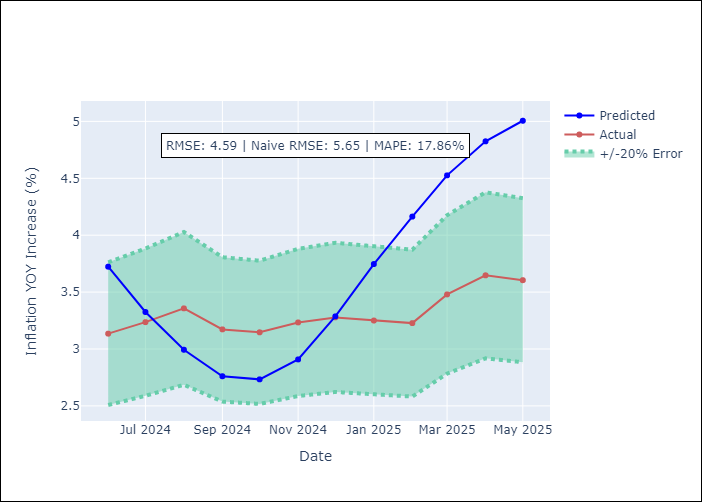 RMSE: 4.59 | Naive RMSE: 5.65 | MAPE: 17.86%
Predicted
Actual
+/-20% Error
5
4.5
4
3.5
3
2.5
Inflation YOY Increase (%)
Jul 2024 Sep 2024 Nov 2024 Jan 2025 Mar 2025 May 2025
Date